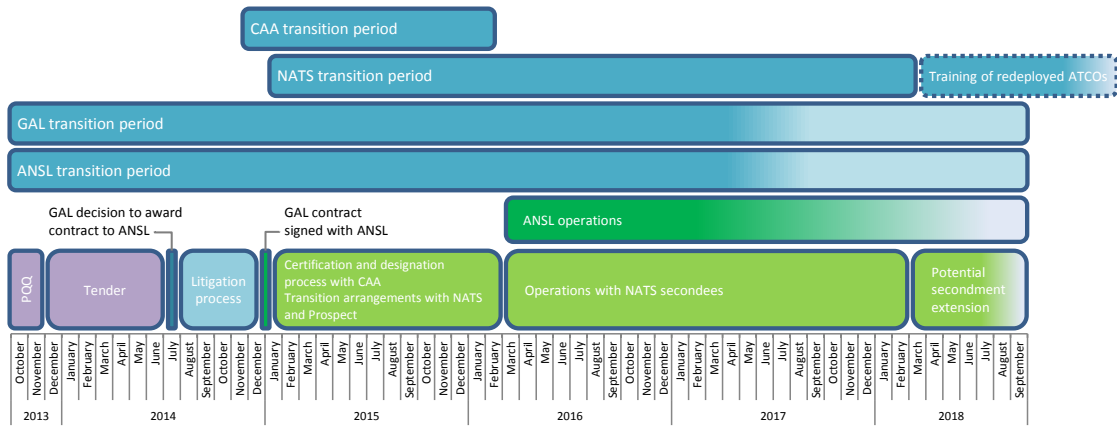 CAA transition period
NATS transition period
Training of redeployed ATCOs
GAL transition period
ANSL transition period
GAL decision to award
contract to ANSL
GAL contract
signed with ANSL
ANSL operations
PQQ
Tender
Litigation
process
Certification and designation
process with CAA
Transition arrangements with NATS
and Prospect
Operations with NATS secondees
Potential
secondment
extension
October
November
December
January
February
March
April
May
June
July
August
September
October
November
December
January
February
March
April
May
June
July
August
September
October
November
December
January
February
March
April
May
June
July
August
September
October
November
December
January
February
March
April
May
June
July
August
September
October
November
December
January
February
March
April
May
June
July
August
September
2013
2014
2015
2016
2017
2018